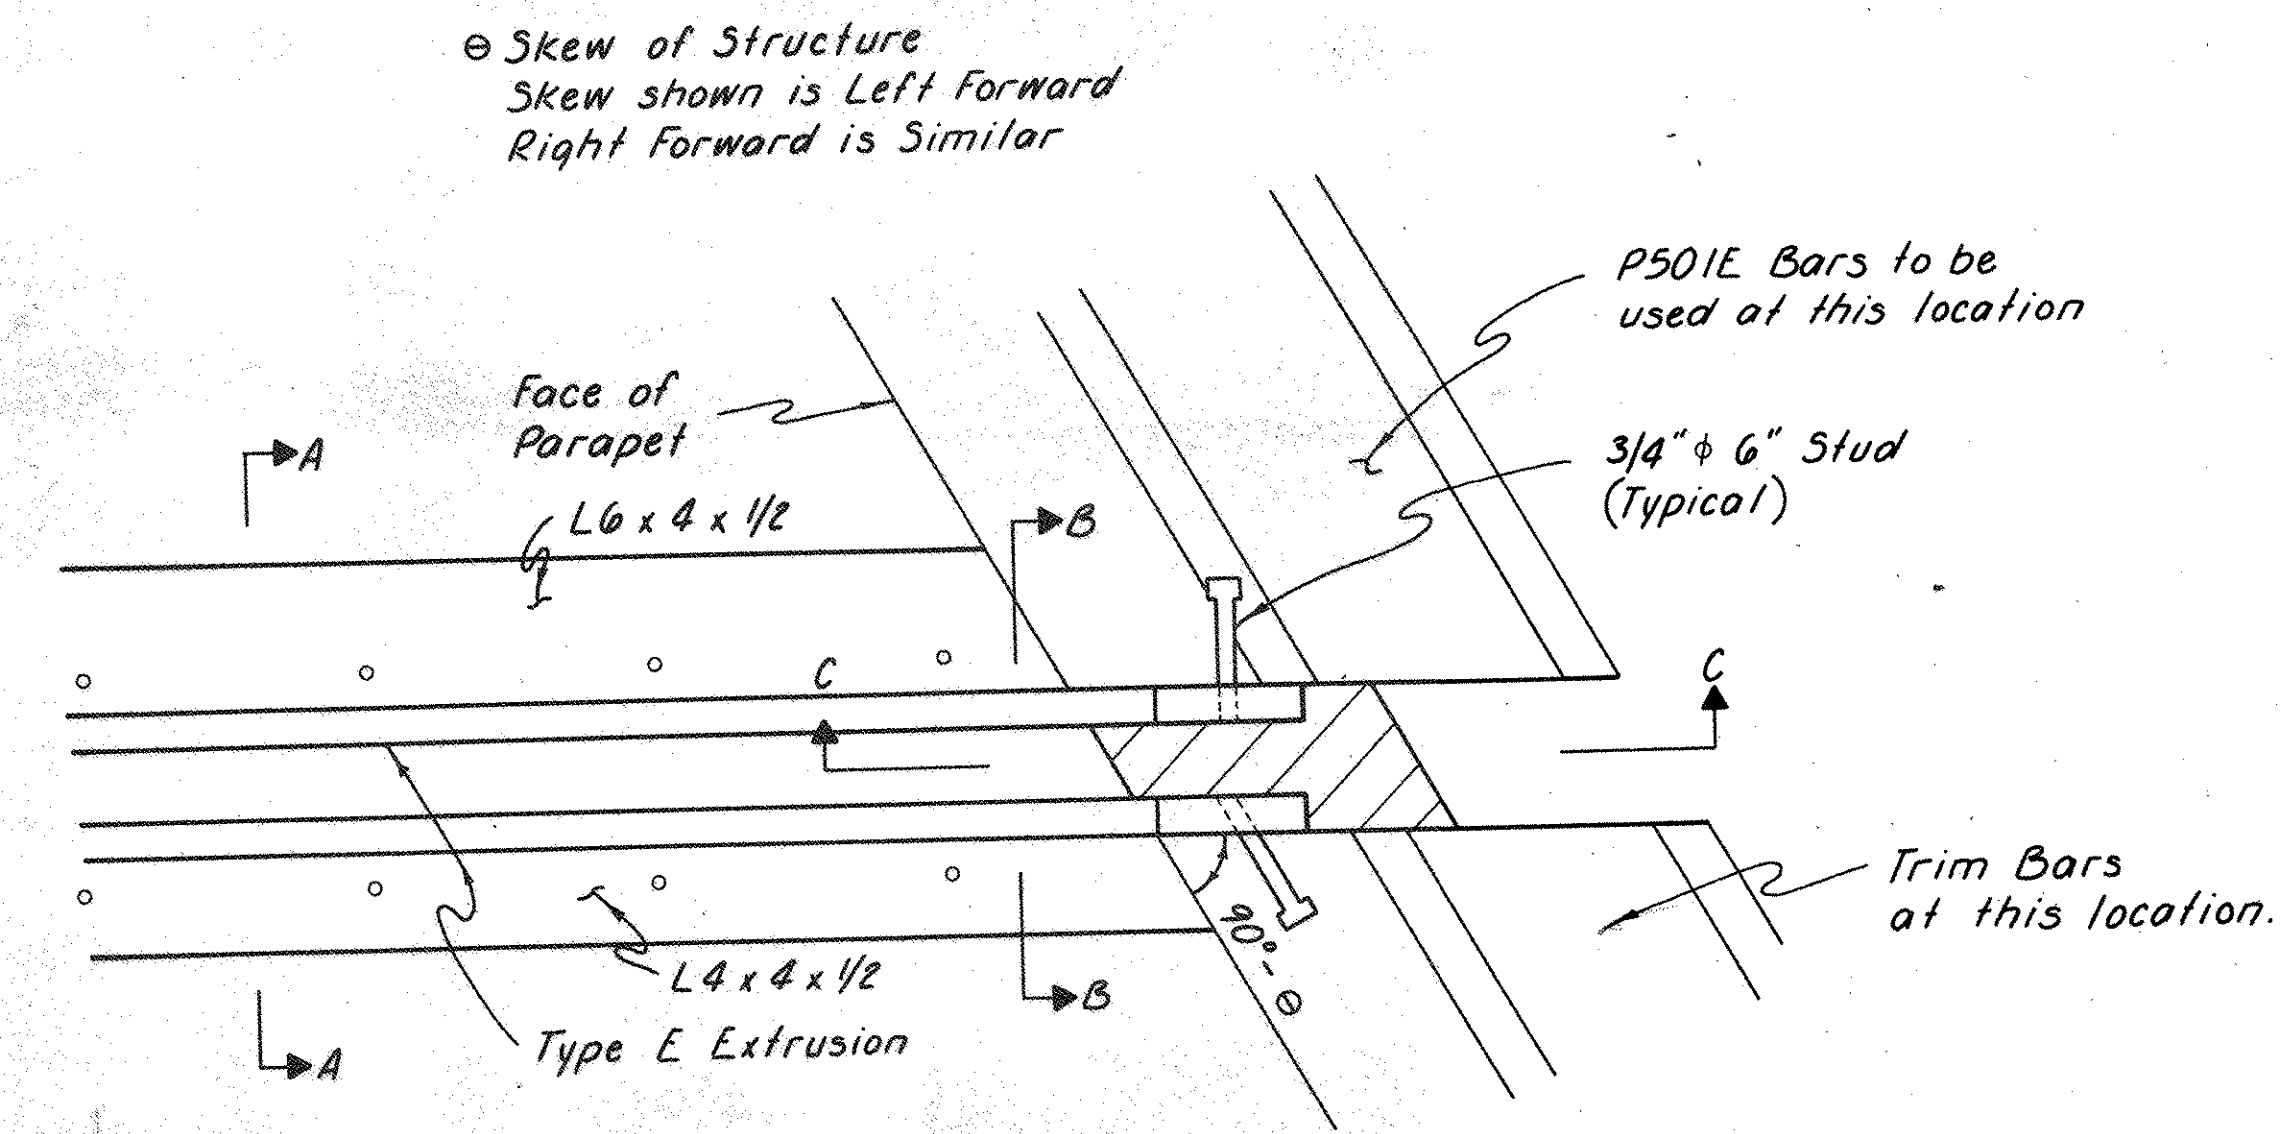 ⊖ Skew of Structure
Skew shown is Left Forward
Right Forward is Similar
P501E Bars to be
used at this location
Face of
Parapet
3/4"ϕ 6" Stud
(Typical)
A
L6 x 4 x 1/2
B
C
C
Trim Bars
at this location.
90° - ⊖
L4 x 4 x 1/2
B
Type E Extrusion
A